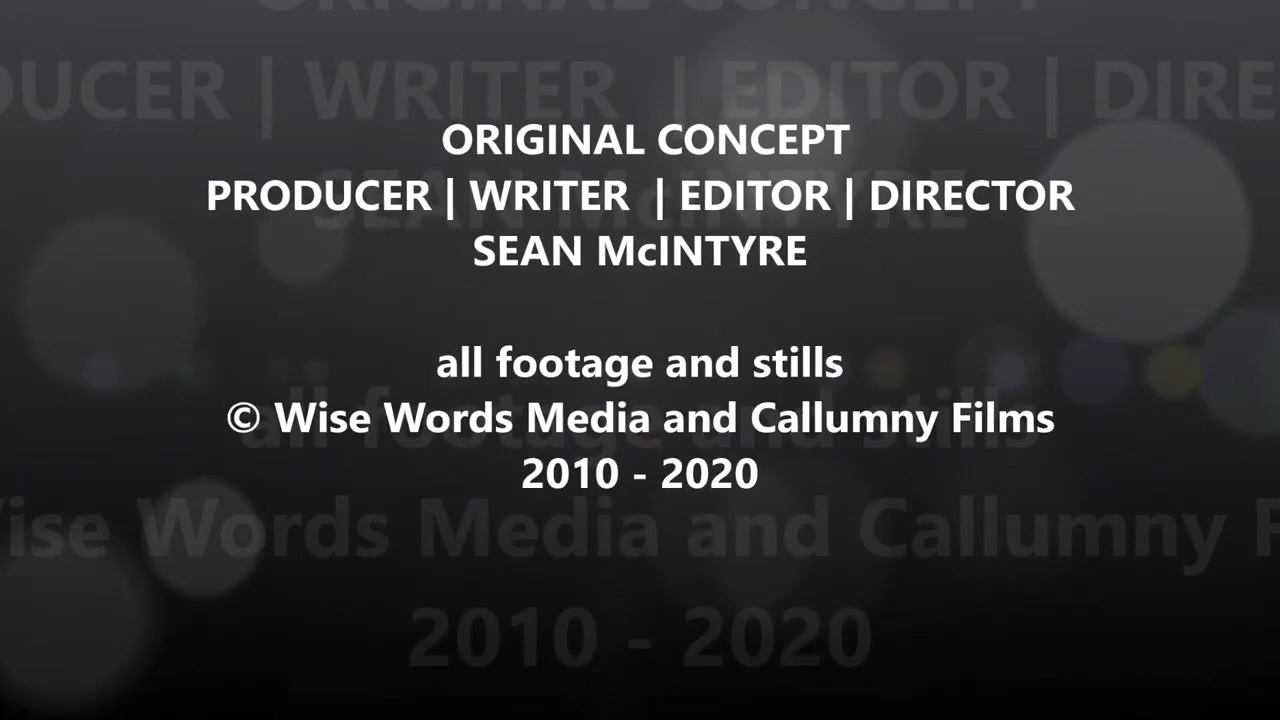 ORIGINAL CONCEPT
PRODUCER | WRITER | EDITOR | DIRECTOR
SEAN McINTYRE
all footage and stills
© Wise Words Media and Callumny Films
2010 - 2020